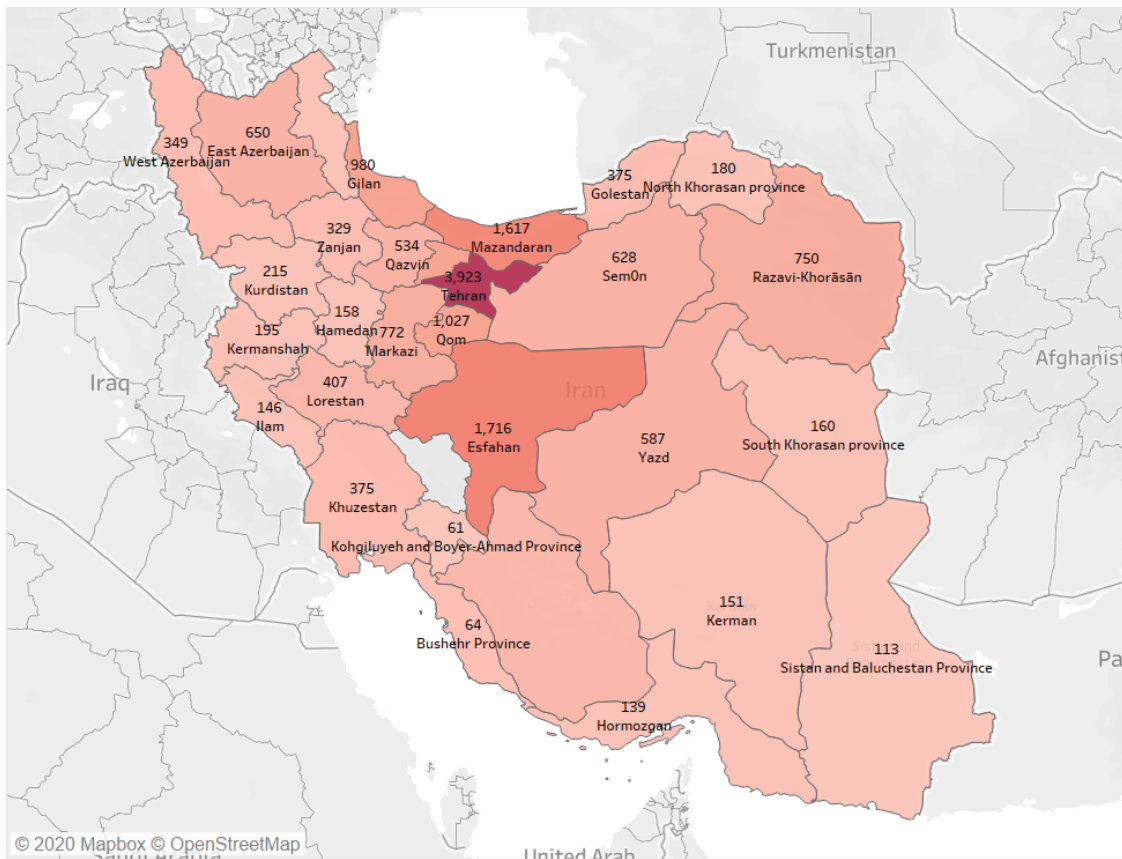 Turkmenistan
349
West Azerbaijan
650
East Azerbaijan
980
Gilan
375
Golestan
180
North Khorasan province
1,617
Mazandaran
329
Zanjan
534
Qazvin
628
Sem0n
750
Razavi-Khorāsān
3,923
Tehran
215
Kurdistan
158
Hamedan
772
Markazi
1,027
Qom
195
Kermanshah
Afghanist
Iraq
407
Lorestan
Iran
146
Ilam
1,716
Esfahan
587
Yazd
160
South Khorasan province
375
Khuzestan
61
Kohgiluyeh and Boyer-Ahmad Province
151
Kerman
64
Bushehr Province
113
Sistan and Baluchestan Province
Pa
139
Hormozgan
© 2020 Mapbox © OpenStreetMap
Saudi Arabia
United Arab